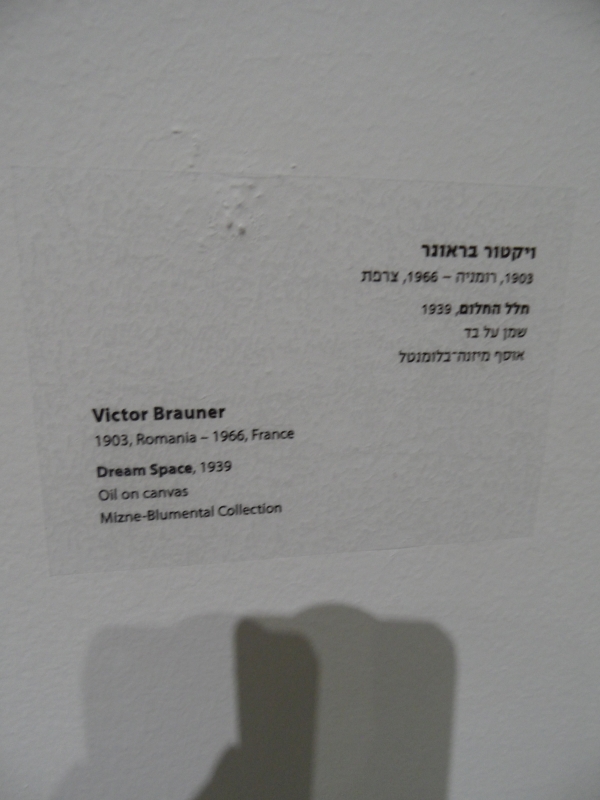 ויקטור בראונר
1903, רומניה – 1966, צרפת
חלל החלום, 1939
שמן על בד
אוסף מיזנה־בלומנטל
Victor Brauner
1903, Romania – 1966, France
Dream Space, 1939
Oil on canvas
Mizne-Blumental Collection